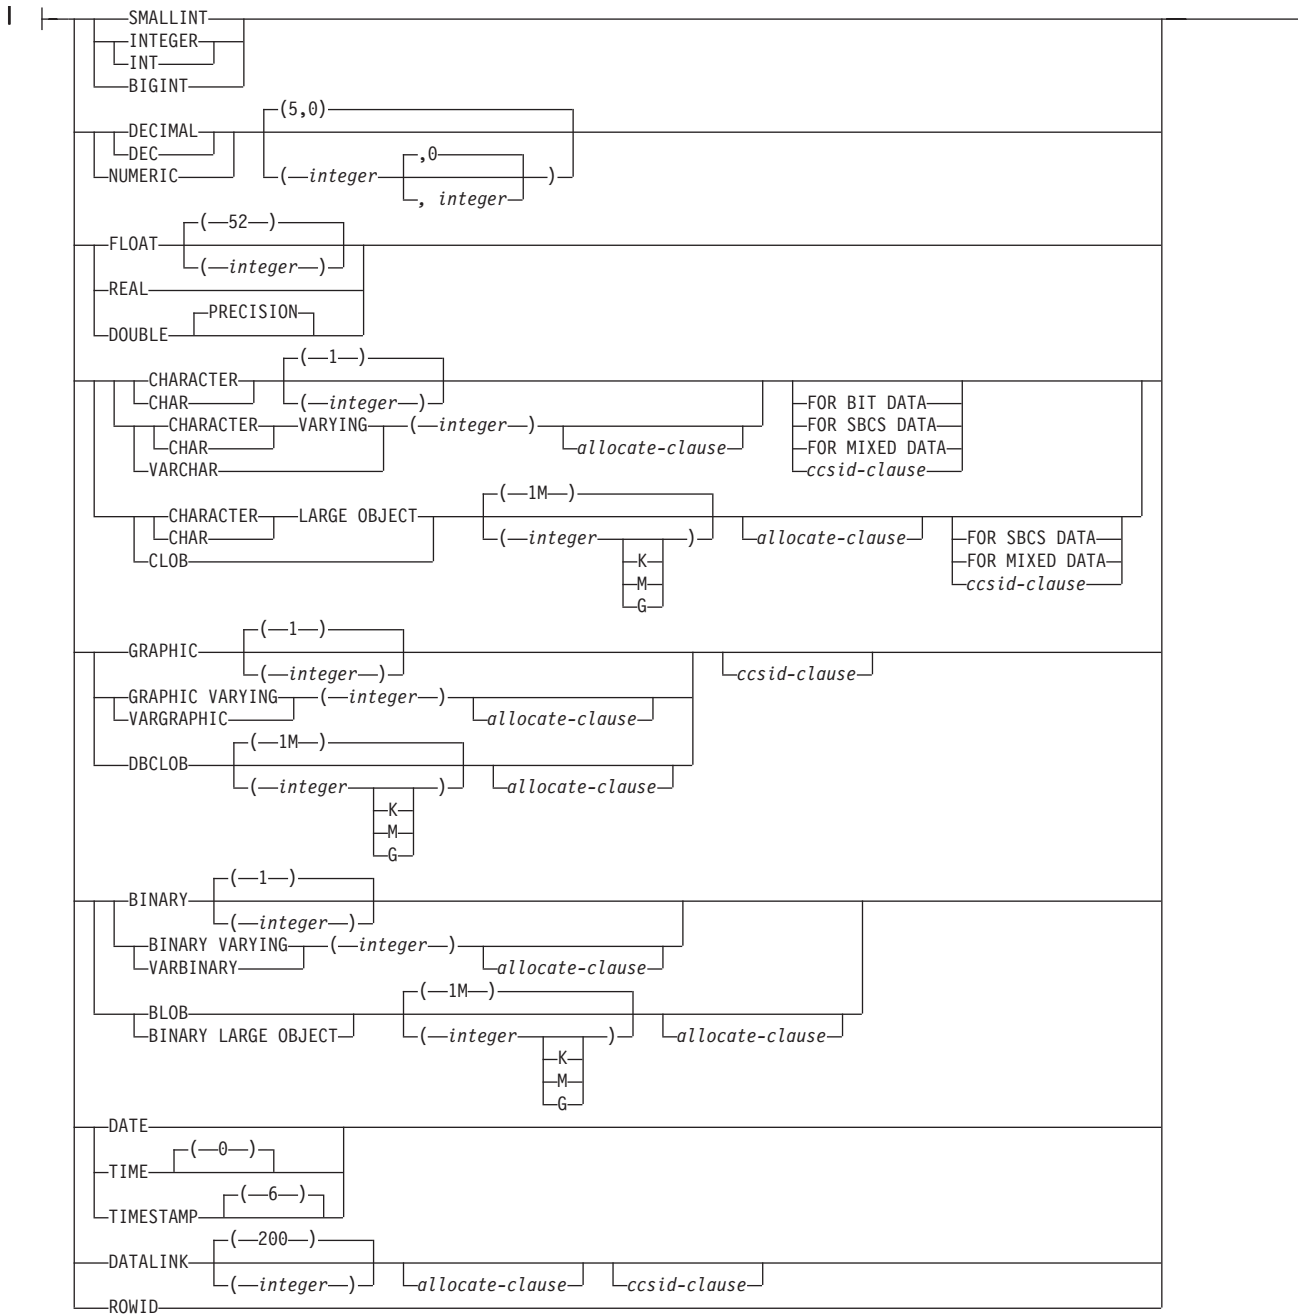 SMALLINT
INTEGER
INT
BIGINT
(5,0)
DECIMAL
DEC
,0
NUMERIC
( integer )
, integer
( 52 )
FLOAT
( integer )
REAL
PRECISION
DOUBLE
( 1 )
CHARACTER
CHAR ( integer ) FOR BIT DATA
CHARACTER VARYING ( integer ) FOR SBCS DATA
CHAR allocate-clause FOR MIXED DATA
VARCHAR ccsid-clause
( 1M )
CHARACTER LARGE OBJECT
CHAR ( integer ) allocate-clause FOR SBCS DATA
CLOB K FOR MIXED DATA
M ccsid-clause
G
( 1 )
GRAPHIC
( integer ) ccsid-clause
GRAPHIC VARYING ( integer )
VARGRAPHIC allocate-clause
( 1M )
DBCLOB
( integer ) allocate-clause
K
M
G
( 1 )
BINARY
( integer )
BINARY VARYING ( integer )
VARBINARY allocate-clause
( 1M )
BLOB
BINARY LARGE OBJECT ( integer ) allocate-clause
K
M
G
DATE
( 0 )
TIME
( 6 )
TIMESTAMP
( 200 )
DATALINK
( integer ) allocate-clause ccsid-clause
ROWID